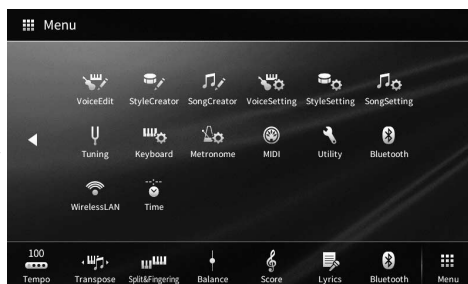 Menu
VoiceEdit StyleCreator SongCreator VoiceSetting StyleSetting SongSetting
Tuning Keyboard Metronome MIDI Utility Bluetooth
WirelessLAN Time
100
Tempo Transpose Split&Fingering Balance Score Lyrics Bluetooth Menu